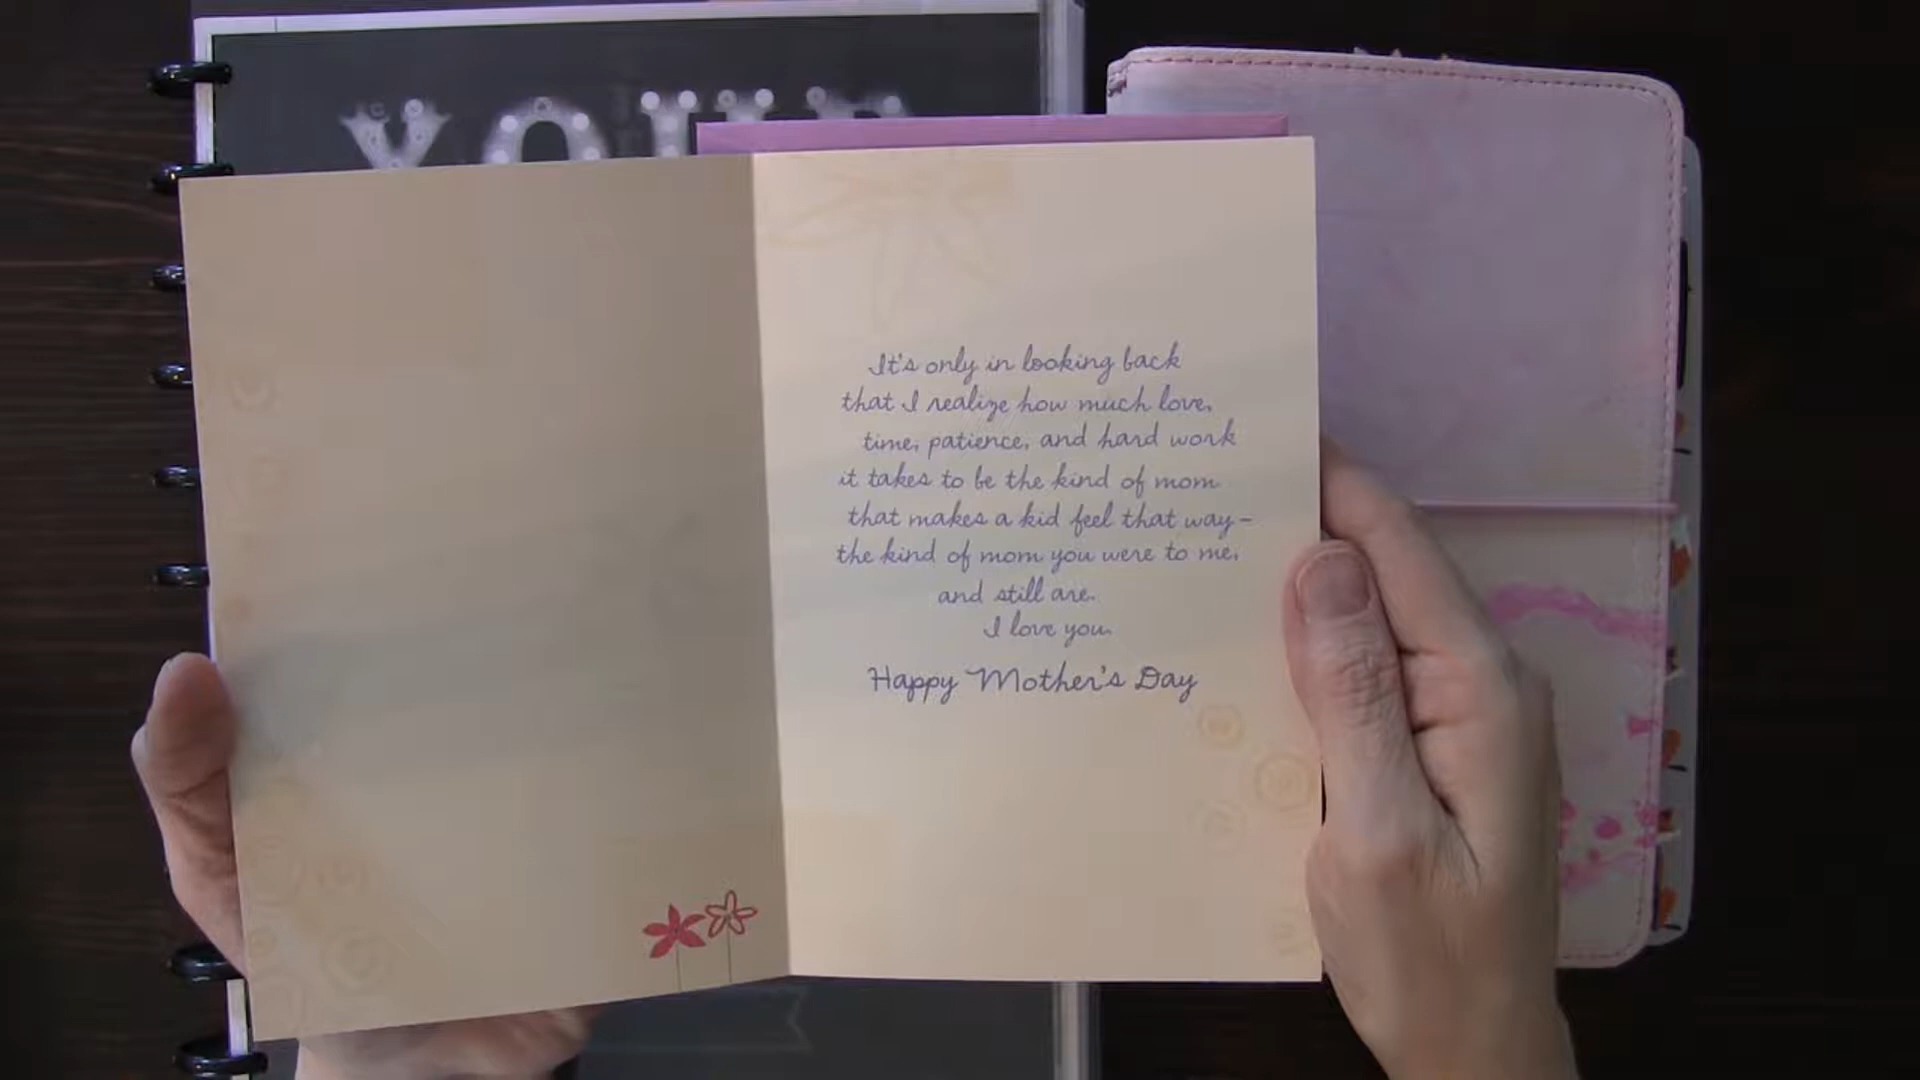 It's only in looking back
that I realize how much love,
time, patience, and hard work
it takes to be the kind of mom
that makes a kid feel that way–
the kind of mom you were to me,
and still are.
I love you.
Happy Mother's Day